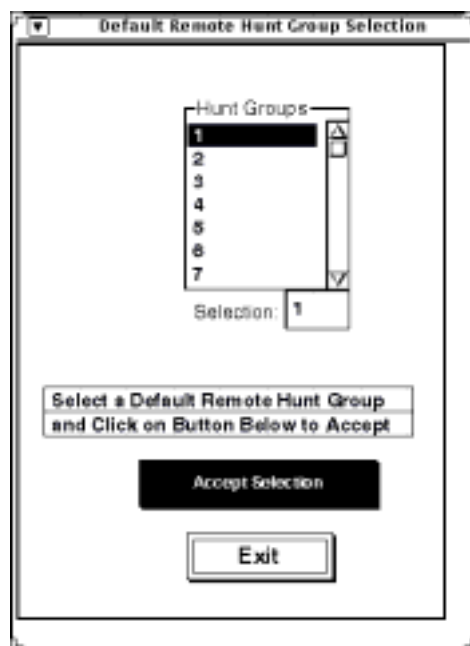 Default Remote Hunt Group Selection
Hunt Groups
1
2
3
4
5
6
7
Selection: 1
Select a Default Remote Hunt Group
and Click on Button Below to Accept
Accept Selection
Exit